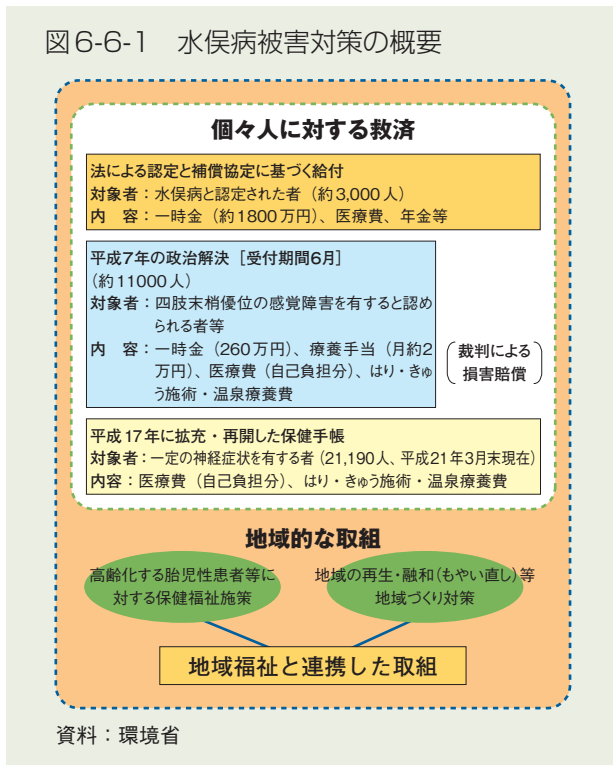 図6-6-1　水俣病被害対策の概要
個々人に対する救済
法による認定と補償協定に基づく給付
対象者：水俣病と認定された者（約3,000人）
内　容：一時金（約1800万円）、医療費、年金等
平成7年の政治解決［受付期間6月］
（約11000人）
対象者：四肢末梢優位の感覚障害を有すると認め
られる者等
内　容：一時金（260万円）、療養手当（月約2
万円）、医療費（自己負担分）、はり・きゅ
う施術・温泉療養費
（裁判による
損害賠償）
平成17年に拡充・再開した保健手帳
対象者：一定の神経症状を有する者（21,190人、平成21年3月末現在）
内容：医療費（自己負担分）、はり・きゅう施術・温泉療養費
地域的な取組
高齢化する胎児性患者等に
対する保健福祉施策
地域の再生・融和（もやい直し）等
地域づくり対策
地域福祉と連携した取組
資料：環境省